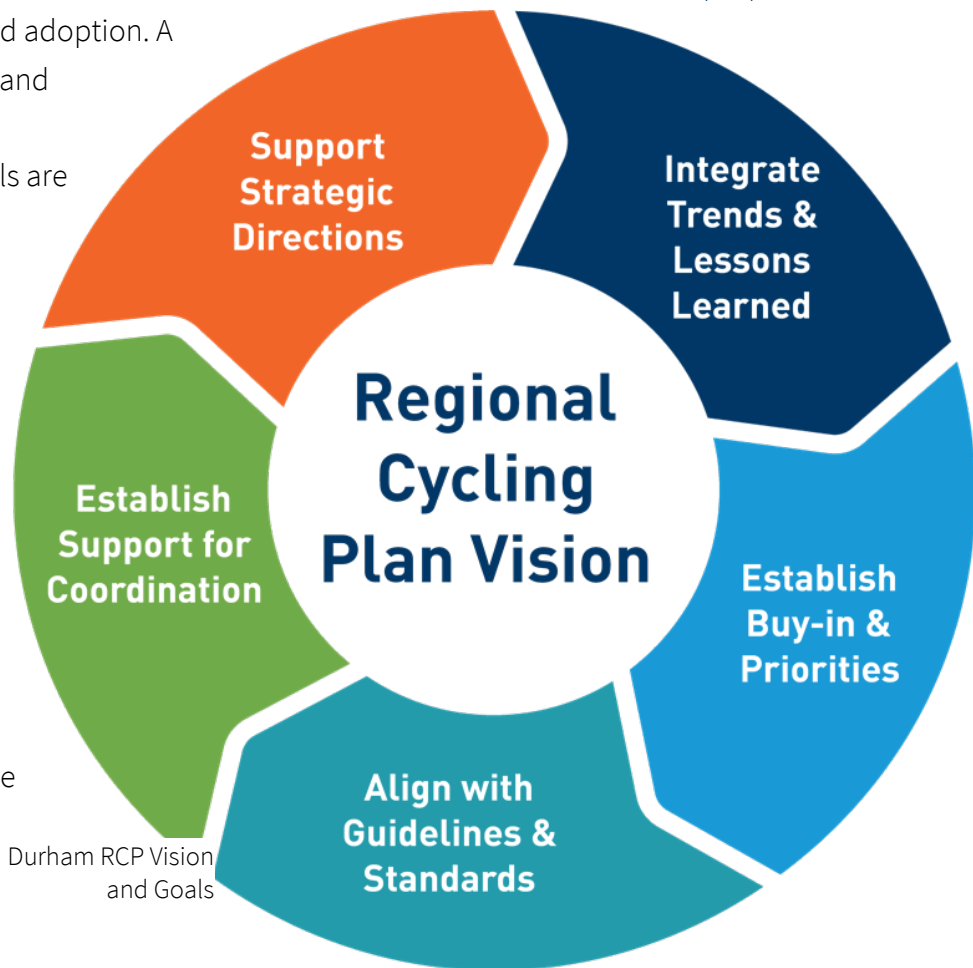 d adoption. A
and
ls are
Support
Strategic
Directions
Integrate
Trends &
Lessons
Learned
Regional
Cycling
Plan Vision
Establish
Support for
Coordination
Establish
Buy-in &
Priorities
Align with
Guidelines &
Standards
e
Durham RCP Vision
and Goals